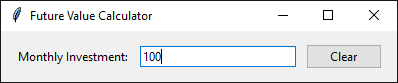 Future Value Calculator
Monthly Investment: 100 Clear